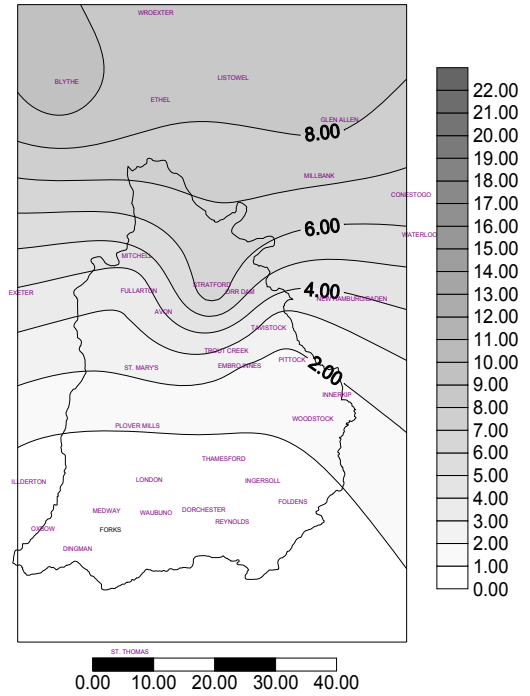 WROEXTER
BLYTHE
LISTOWEL
ETHEL
GLEN ALLEN
8.00
MILLBANK
CONESTOGO
6.00
WATERLOO
MITCHELL
STRATFORD
ORR DAM
4.00
NEW HAMBURG/BADEN
EXETER
FULLARTON
AVON
TAVISTOCK
TROUT CREEK
PITTOCK
ST. MARY'S
EMBRO/INNES
2.00
INNERKIP
WOODSTOCK
PLOVER MILLS
THAMESFORD
ILLDERTON
LONDON
INGERSOLL
FOLDENS
MEDWAY
WAUBUNO
DORCHESTER
REYNOLDS
OXBOW
FORKS
DINGMAN
ST. THOMAS
0.00 10.00 20.00 30.00 40.00
22.00
21.00
20.00
19.00
18.00
17.00
16.00
15.00
14.00
13.00
12.00
11.00
10.00
9.00
8.00
7.00
6.00
5.00
4.00
3.00
2.00
1.00
0.00